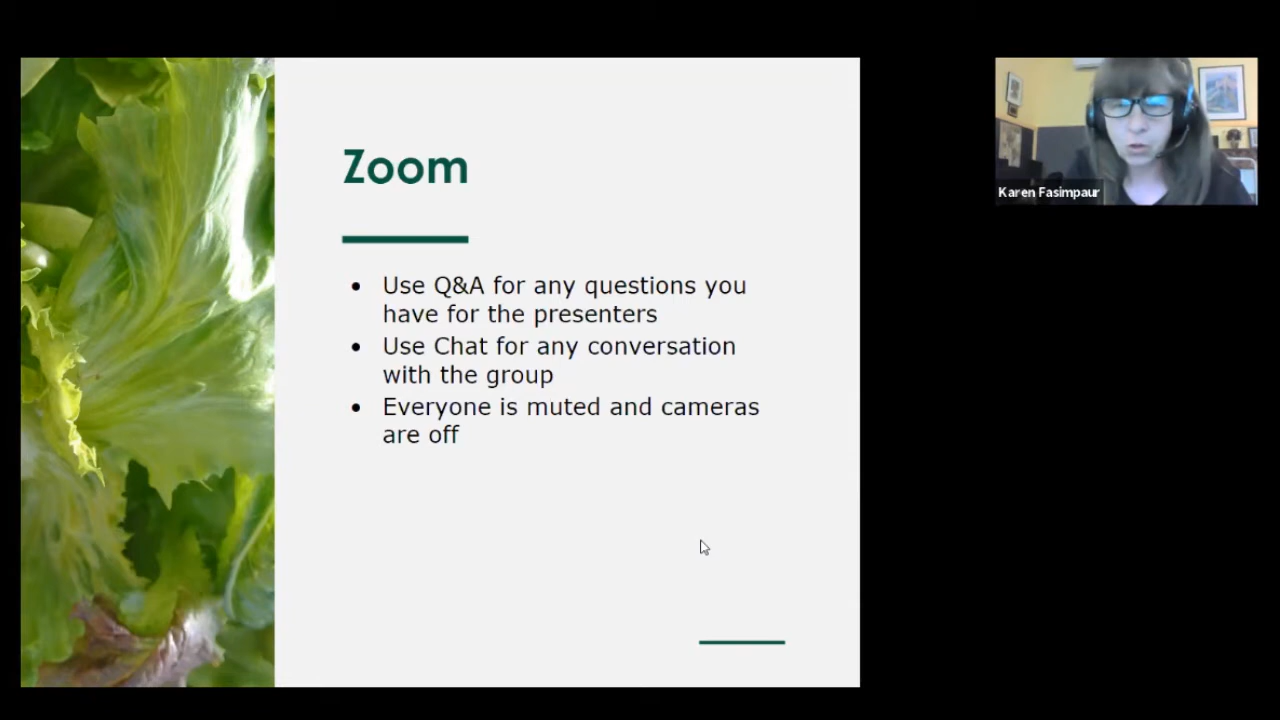 Zoom
• Use Q&A for any questions you
have for the presenters
• Use Chat for any conversation
with the group
• Everyone is muted and cameras
are off
Karen Fasimpaur